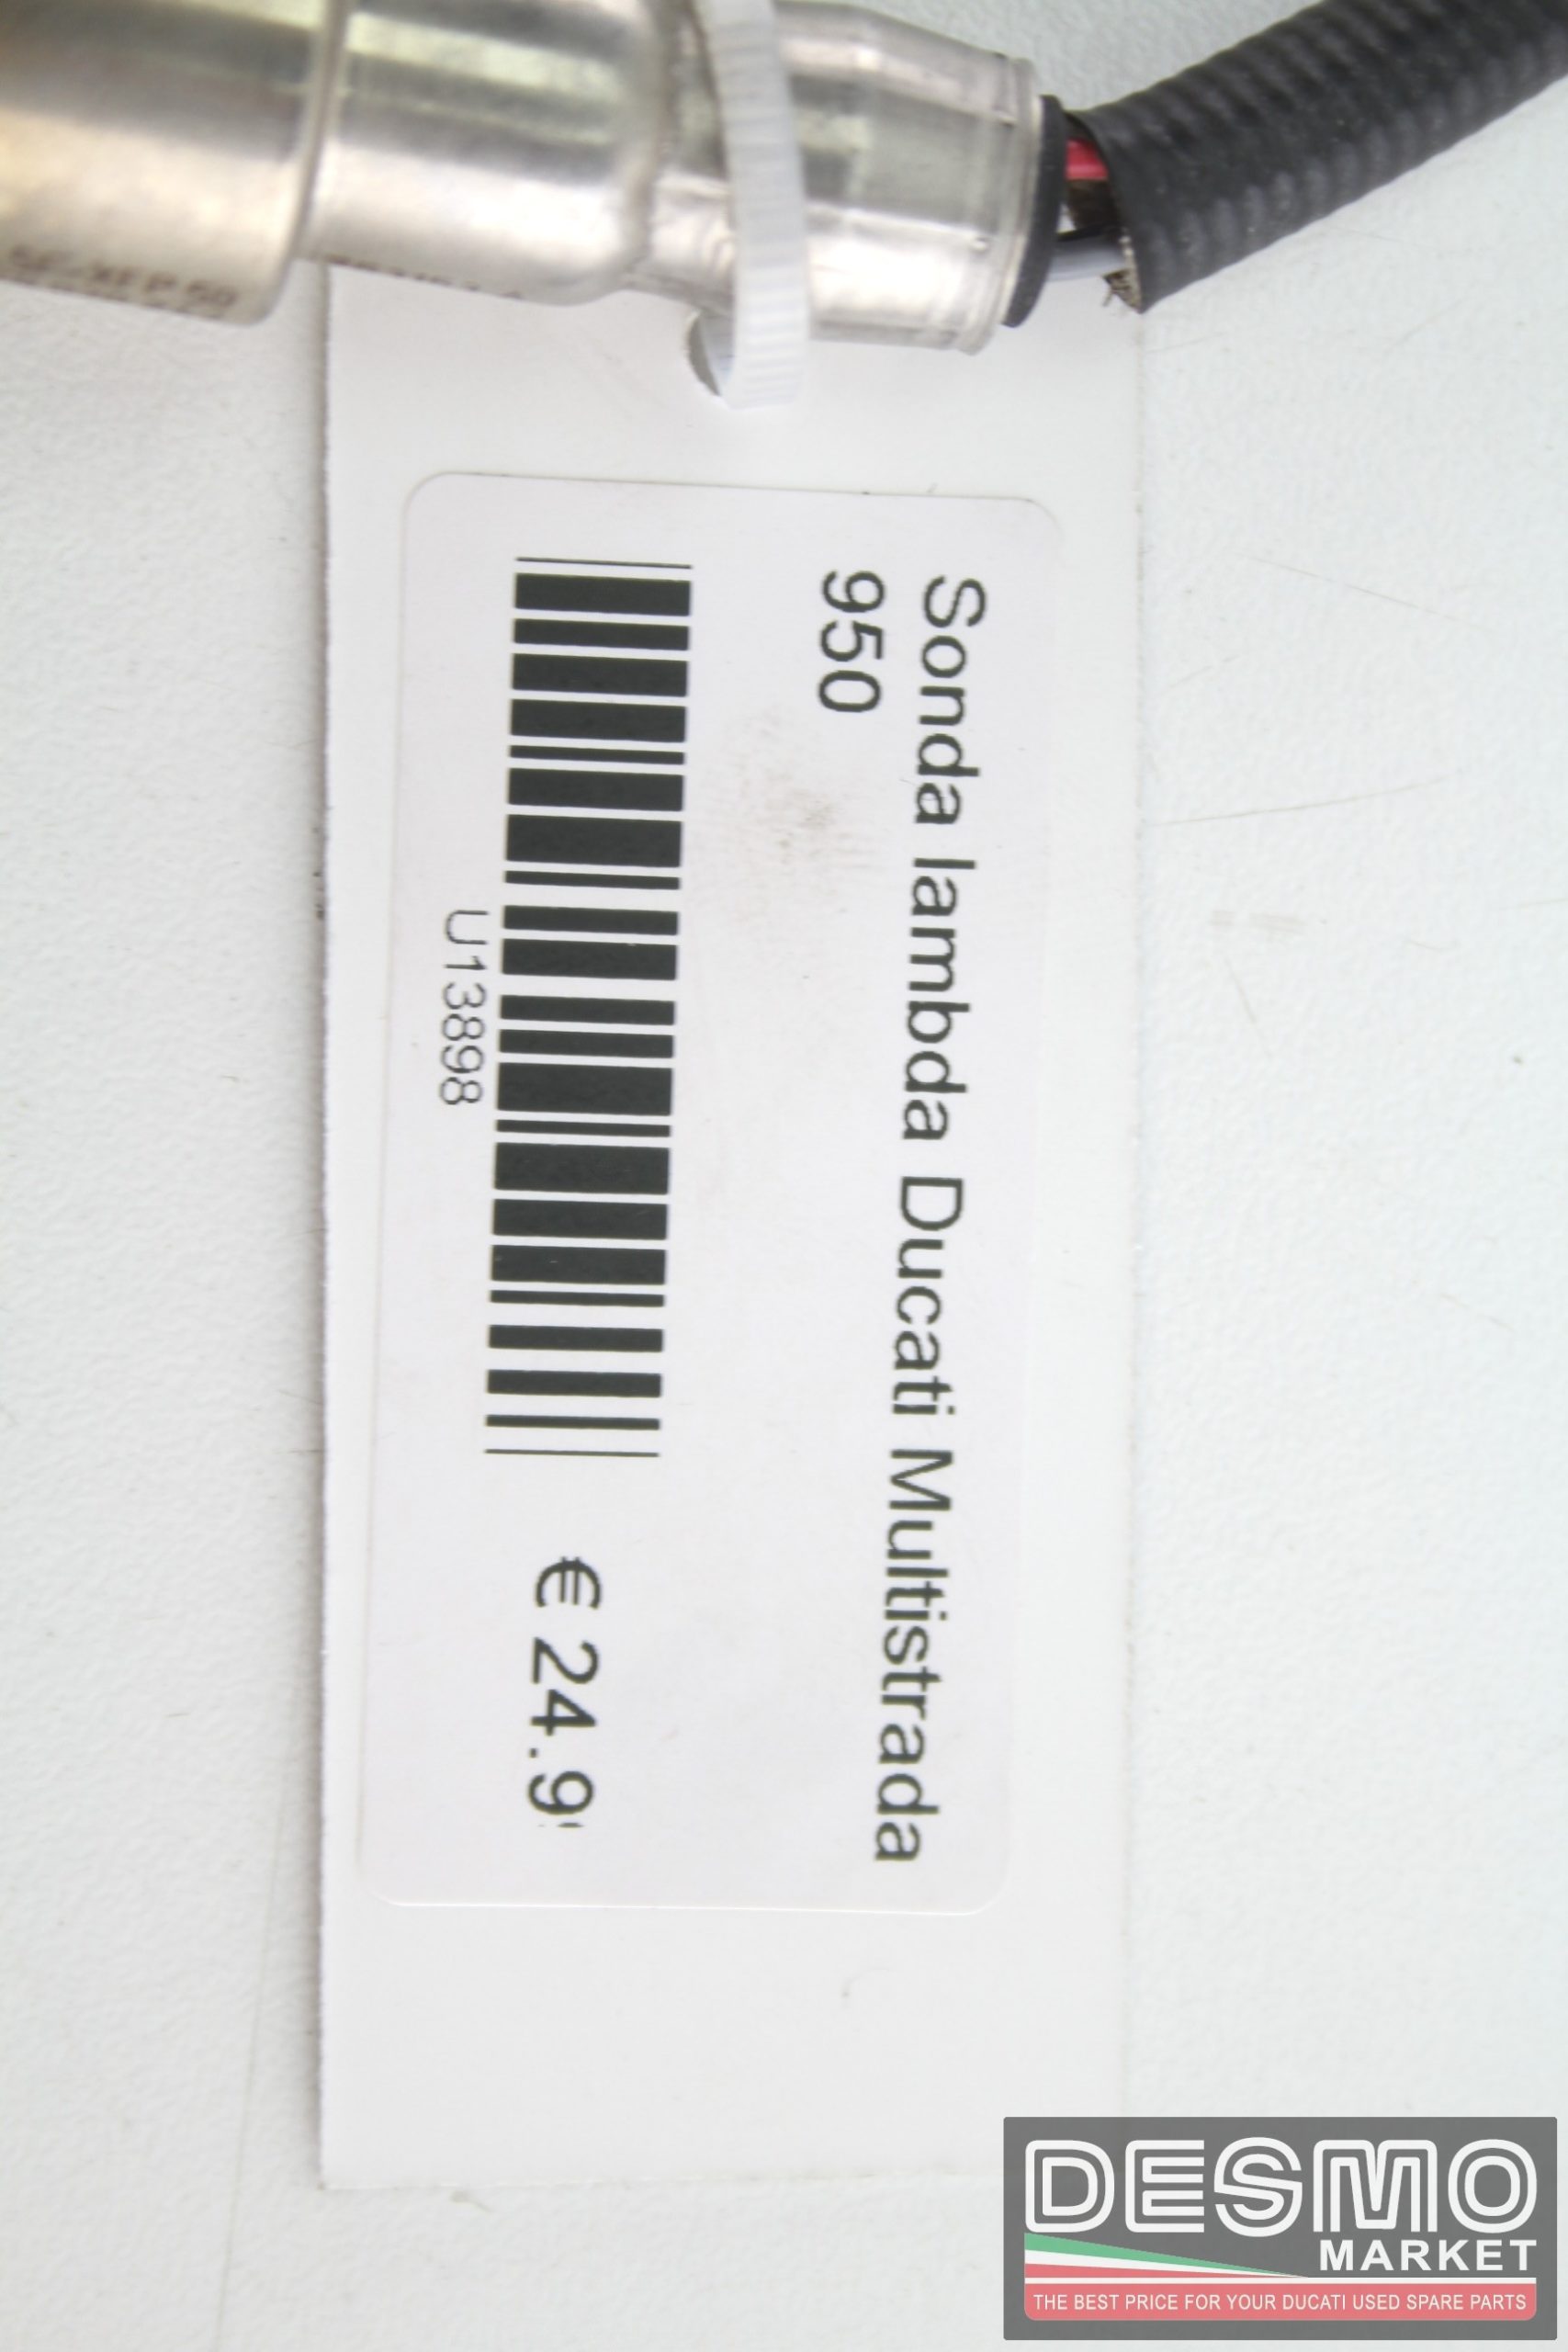 Sonda lambda Ducati Multistrada
950
U13898
€ 24.9
DESMO
MARKET
THE BEST PRICE FOR YOUR DUCATI USED SPARE PARTS